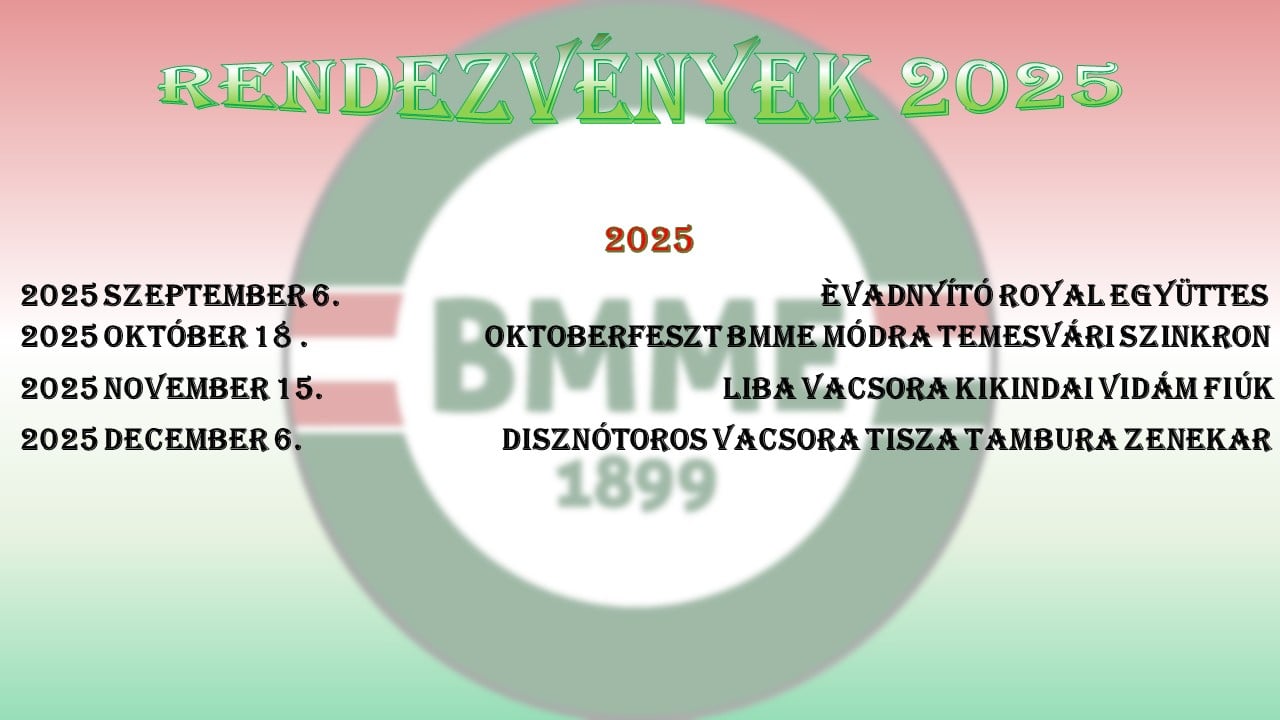 RENDEZVÉNYEK 2025
2025
2025 SZEPTEMBER 6. ÈVADNYÍTÓ ROYAL EGYÜTTES
2025 OKTÓBER 18 . OKTOBERFESZT BMME MÓDRA TEMESVÁRI SZINKRON
2025 NOVEMBER 15. LIBA VACSORA KIKINDAI VIDÁM FIÚK
2025 DECEMBER 6. DISZNÓTOROS VACSORA TISZA TAMBURA ZENEKAR
BMME
1899